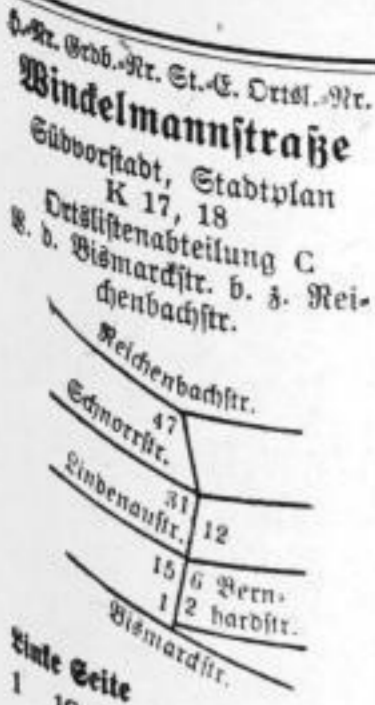 H.-Nr. Grdb.-Nr. St.-E. Ortsl.-Nr.
Winckelmannstraße
Südvorstadt, Stadtplan
K 17, 18
Ortslistenabteilung C
L. d. Bismarckstr. b. z. Rei-
chenbachstr.
Reichenbachstr.
47
Schnorrstr.
31 12
Lindenaustr.
15 6 Bern-
1 2 hardstr.
Bismarckstr.
Linke Seite
1